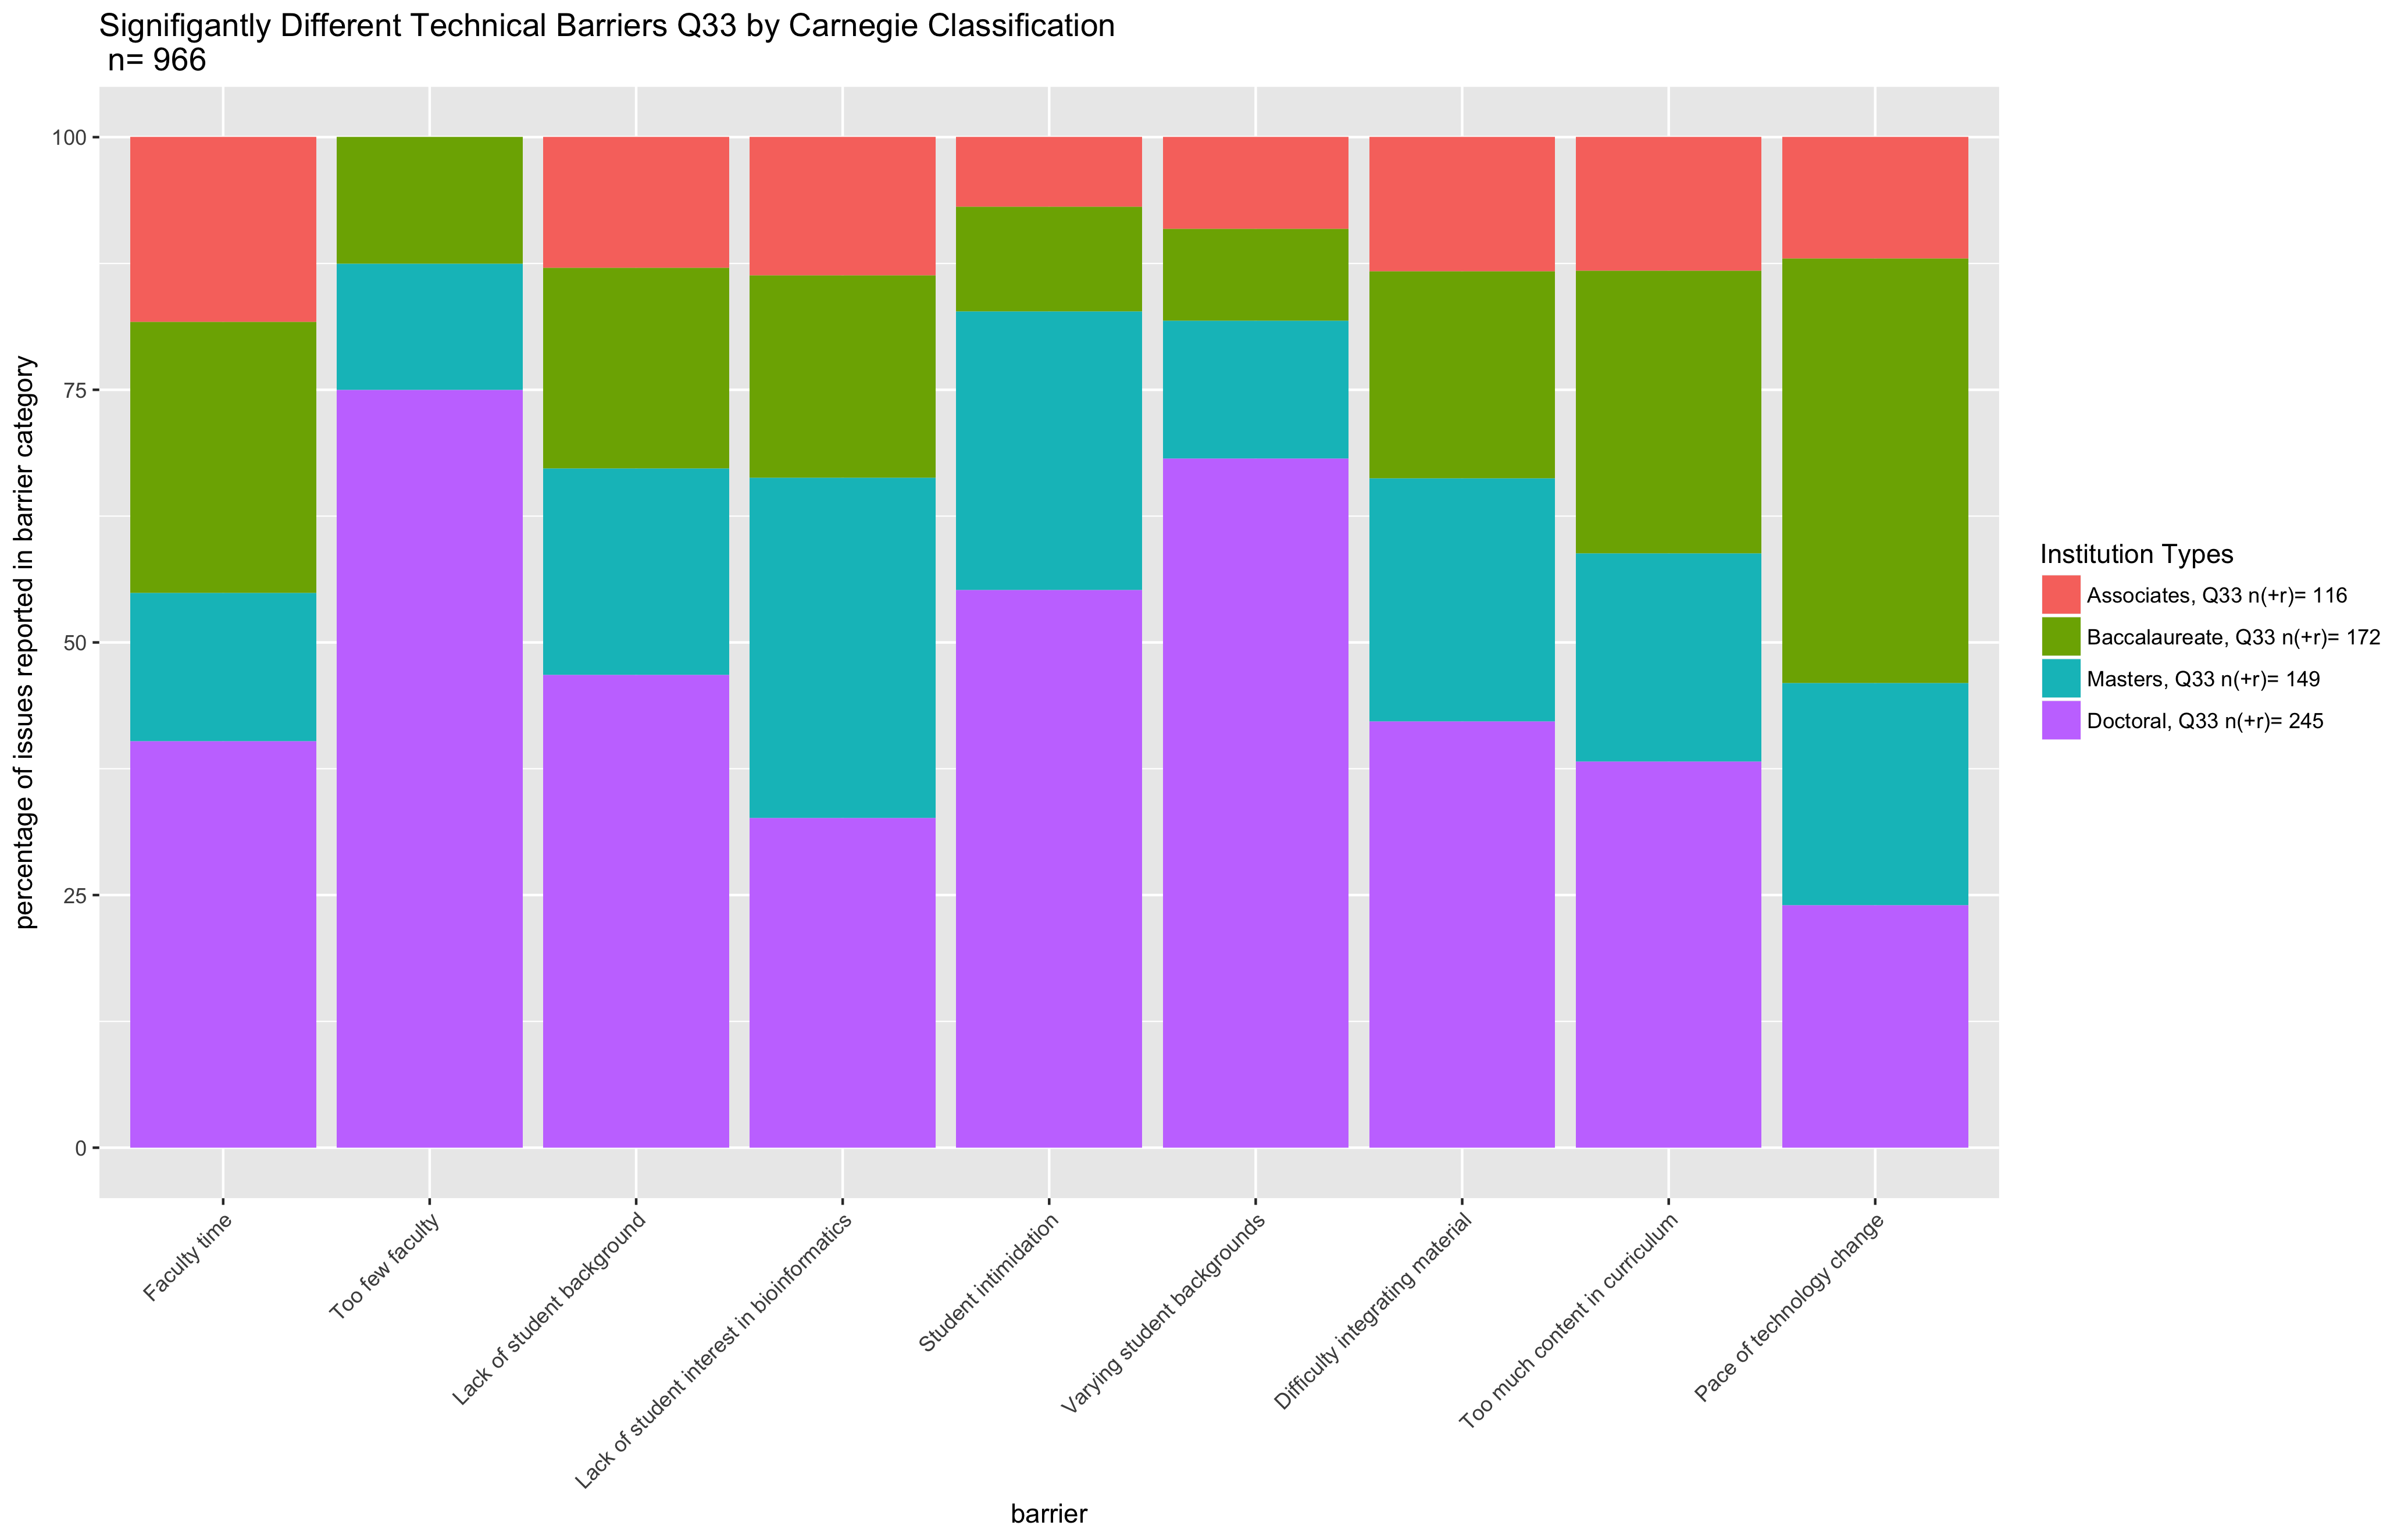 Signifigantly Different Technical Barriers Q33 by Carnegie Classification
n= 966
percentage of issues reported in barrier category
100
75
50
25
0
Faculty time
Too few faculty
Lack of student background
Lack of student interest in bioinformatics
Student intimidation
Varying student backgrounds
Difficulty integrating material
Too much content in curriculum
Pace of technology change
barrier
Institution Types
Associates, Q33 n(+r)= 116
Baccalaureate, Q33 n(+r)= 172
Masters, Q33 n(+r)= 149
Doctoral, Q33 n(+r)= 245